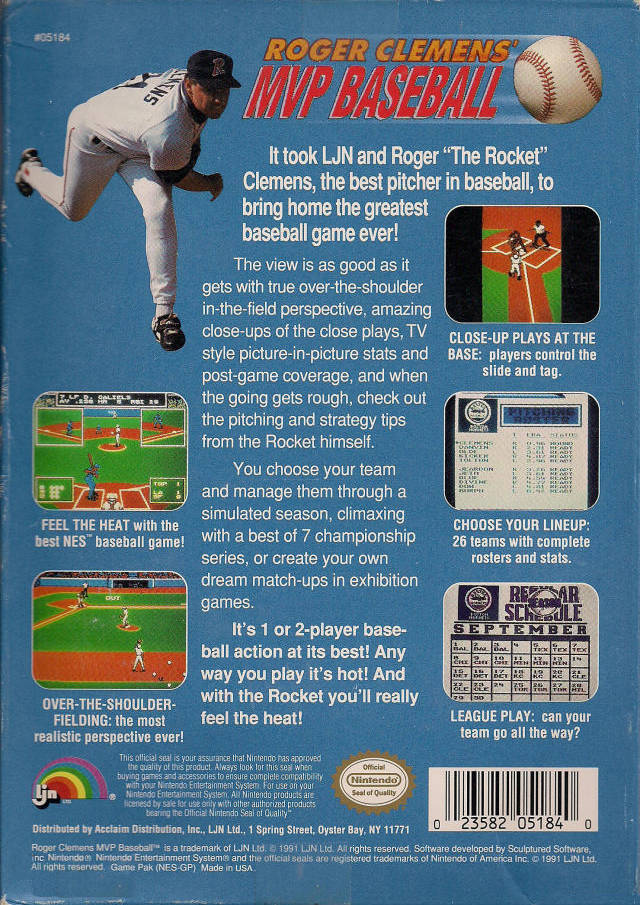 #05184
ROGER CLEMENS'
MVP BASEBALL
It took LJN and Roger “The Rocket”
Clemens, the best pitcher in baseball, to
bring home the greatest
baseball game ever!
The view is as good as it
gets with true over-the-shoulder
in-the-field perspective, amazing
close-ups of the close plays, TV
style picture-in-picture stats and
post-game coverage, and when
the going gets rough, check out
the pitching and strategy tips
from the Rocket himself.
You choose your team
and manage them through a
simulated season, climaxing
with a best of 7 championship
series, or create your own
dream match-ups in exhibition
games.
It's 1 or 2-player base-
ball action at its best! Any
way you play it's hot! And
with the Rocket you'll really
feel the heat!
CLOSE-UP PLAYS AT THE
BASE: players control the
slide and tag.
PITCHING
ROSTER
CHOOSE YOUR LINEUP:
26 teams with complete
rosters and stats.
SEPTEMBER
LEAGUE PLAY: can your
team go all the way?
FEEL THE HEAT with the
best NES™ baseball game!
OUT
OVER-THE-SHOULDER-
FIELDING: the most
realistic perspective ever!
ljn LTD.
®
This official seal is your assurance that Nintendo has approved
the quality of this product. Always look for this seal when
buying games and accessories to ensure complete compatibility
with your Nintendo Entertainment System. For use on your
Nintendo Entertainment System. All Nintendo products are
licensed by sale for use only with other authorized products
bearing the Official Nintendo Seal of Quality™
Official
Nintendo
Seal of Quality
0 23582 05184 0
Distributed by Acclaim Distribution, Inc., LJN Ltd., 1 Spring Street, Oyster Bay, NY 11771
Roger Clemens MVP Baseball™ is a trademark of LJN Ltd. © 1991 LJN Ltd. All rights reserved. Software developed by Sculptured Software,
Inc. Nintendo® Nintendo Entertainment System® and the official seals are registered trademarks of Nintendo of America Inc. © 1991 LJN Ltd.
All rights reserved. Game Pak (NES-GP) Made in USA.